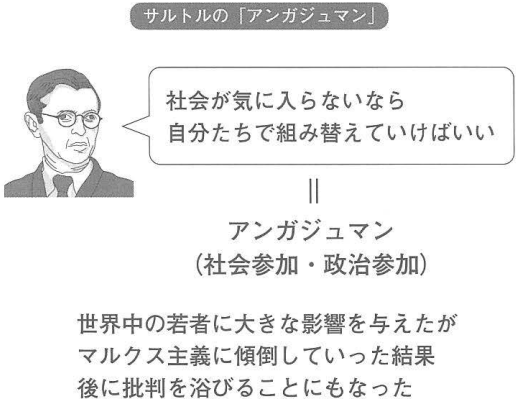 サルトルの「アンガジュマン」
社会が気に入らないなら
自分たちで組み替えていけばいい
||
アンガジュマン
（社会参加・政治参加）
世界中の若者に大きな影響を与えたが
マルクス主義に傾倒していった結果
後に批判を浴びることにもなった